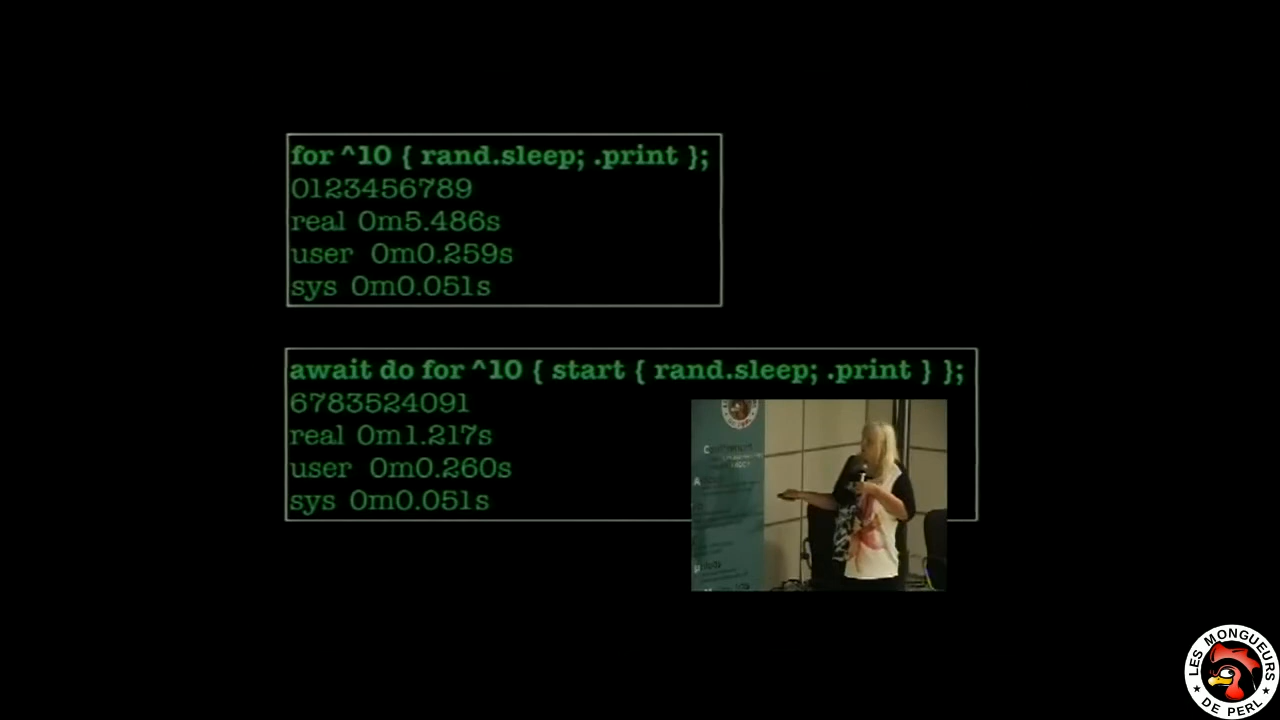 for ^10 { rand.sleep; .print };
0123456789
real 0m5.486s
user 0m0.259s
sys 0m0.051s
await do for ^10 { start { rand.sleep; .print } };
6783524091
real 0m1.217s
user 0m0.260s
sys 0m0.051s
LES MONGUEURS
DE PERL